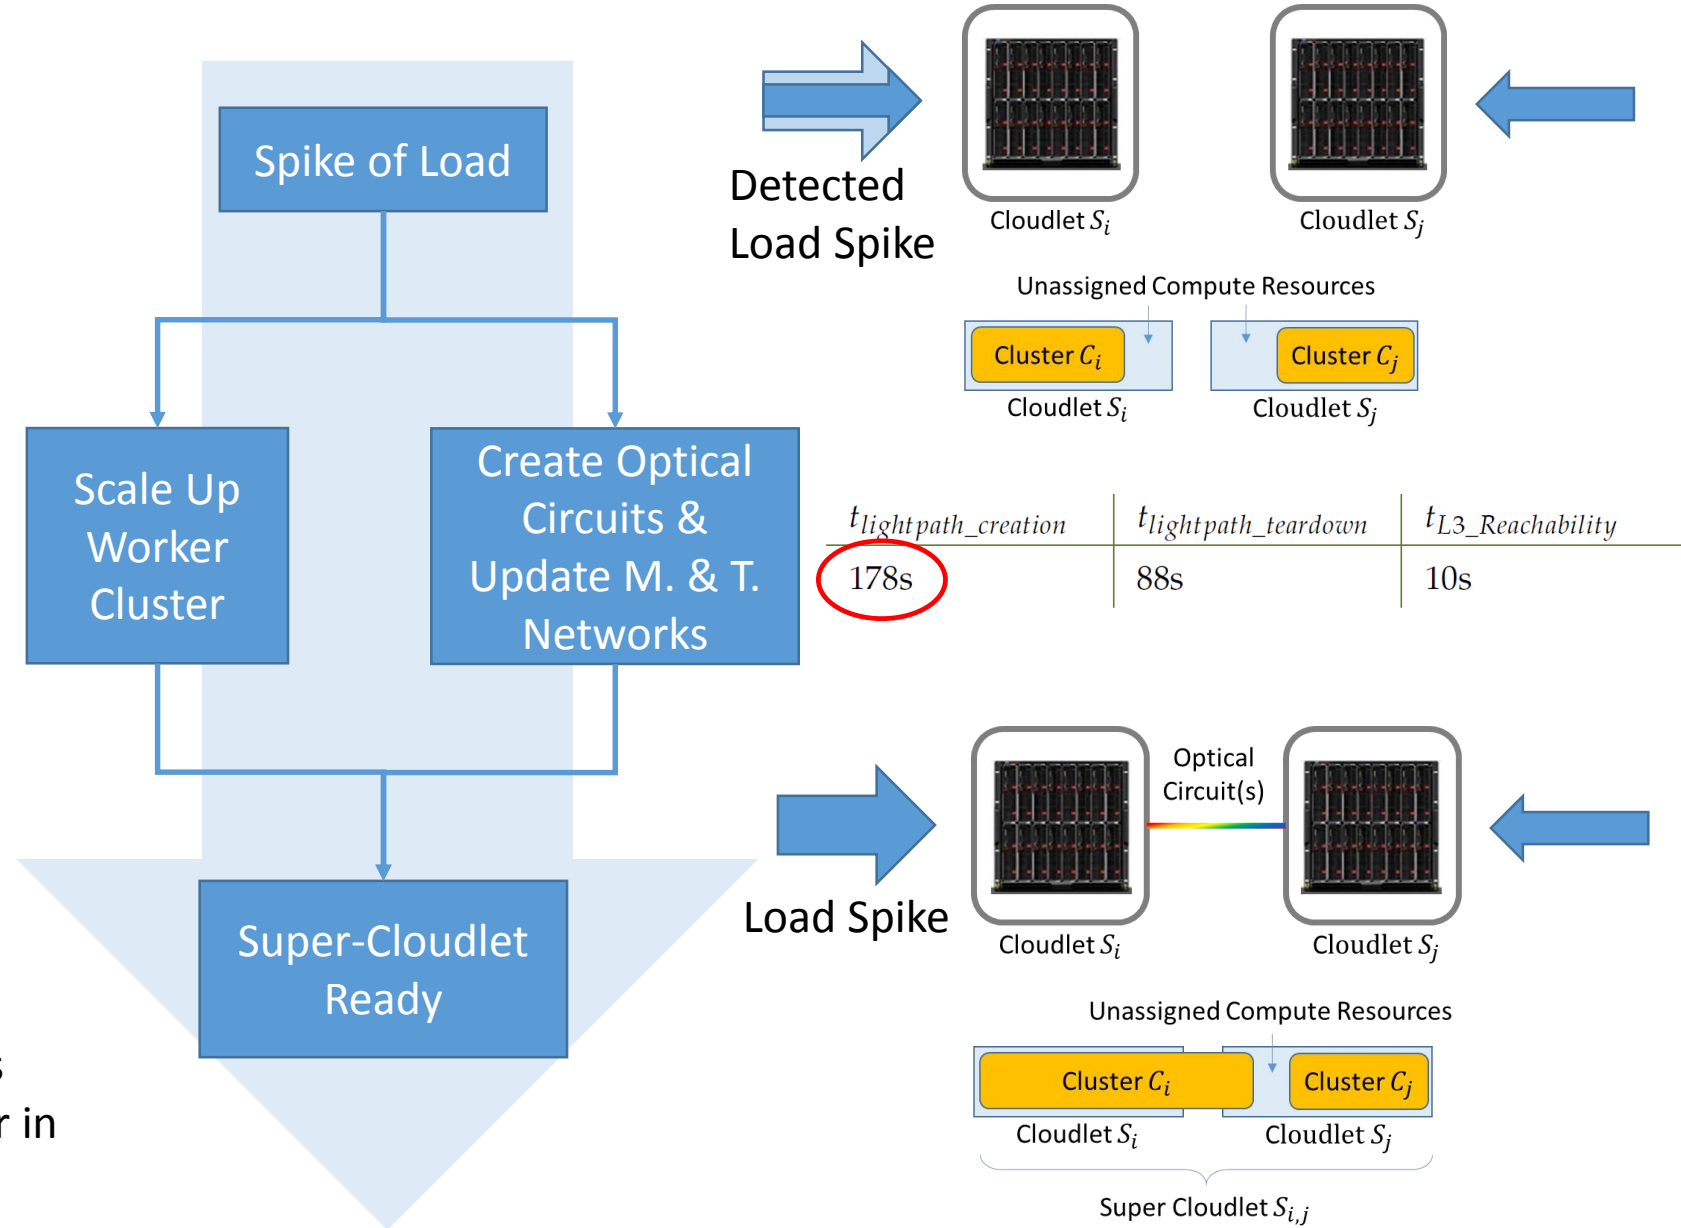 Spike of Load
Scale Up
Worker
Cluster
Create Optical
Circuits &
Update M. & T.
Networks
Super-Cloudlet
Ready
s
r in
Detected
Load Spike
Cloudlet S_i
Cloudlet S_j
Unassigned Compute Resources
Cluster C_i
Cluster C_j
Cloudlet S_i
Cloudlet S_j
t_lightpath_creation t_lightpath_teardown t_L3_Reachability
178s 88s 10s
Load Spike
Optical
Circuit(s)
Cloudlet S_i
Cloudlet S_j
Unassigned Compute Resources
Cluster C_i
Cluster C_j
Cloudlet S_i
Cloudlet S_j
Super Cloudlet S_i,j